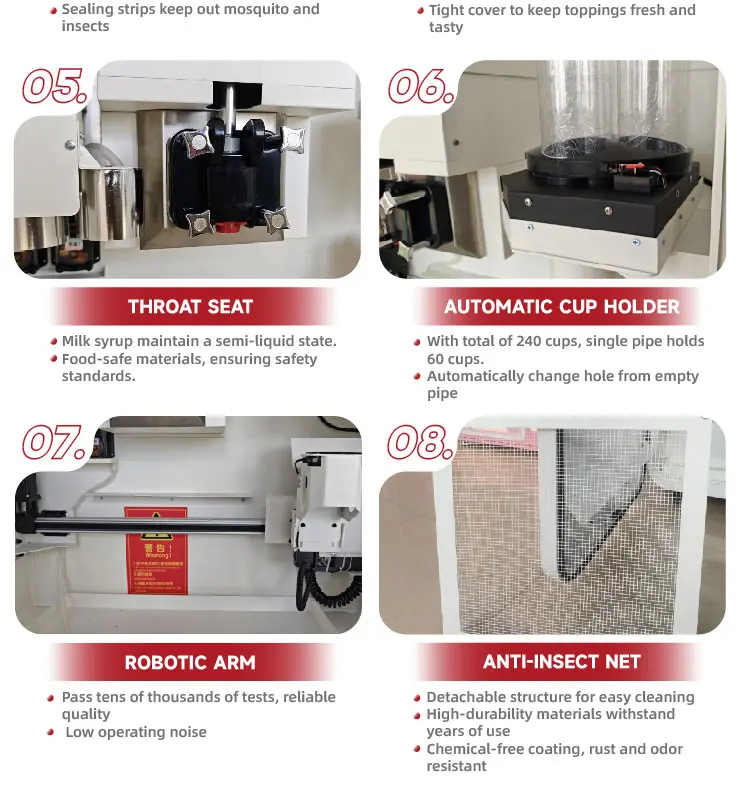 Sealing strips keep out mosquito and
insects
Tight cover to keep toppings fresh and
tasty
05.
06.
THROAT SEAT
AUTOMATIC CUP HOLDER
Milk syrup maintain a semi-liquid state.
Food-safe materials, ensuring safety
standards.
With total of 240 cups, single pipe holds
60 cups.
Automatically change hole from empty
pipe
07.
08.
警告!
Warning!
ROBOTIC ARM
ANTI-INSECT NET
Pass tens of thousands of tests, reliable
quality
Low operating noise
Detachable structure for easy cleaning
High-durability materials withstand
years of use
Chemical-free coating, rust and odor
resistant